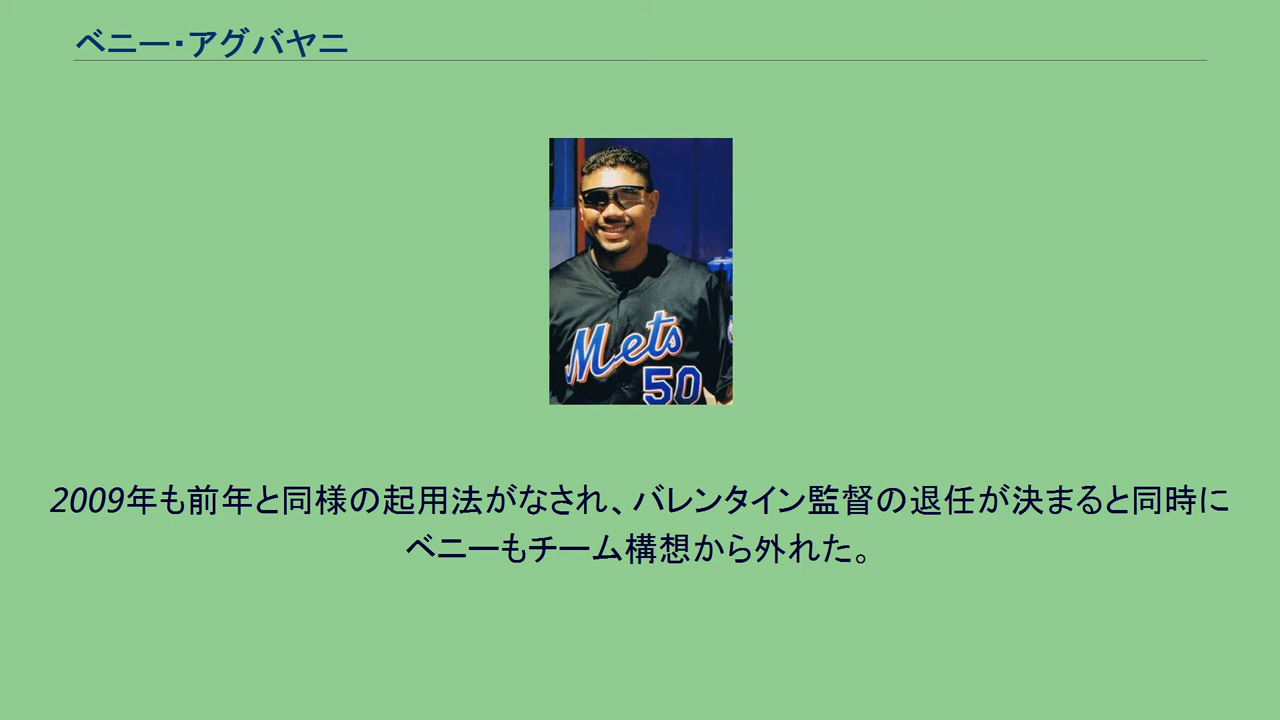 ベニー・アグバヤニ
Mets
50
2009年も前年と同様の起用法がなされ、バレンタイン監督の退任が決まると同時に
ベニーもチーム構想から外れた。